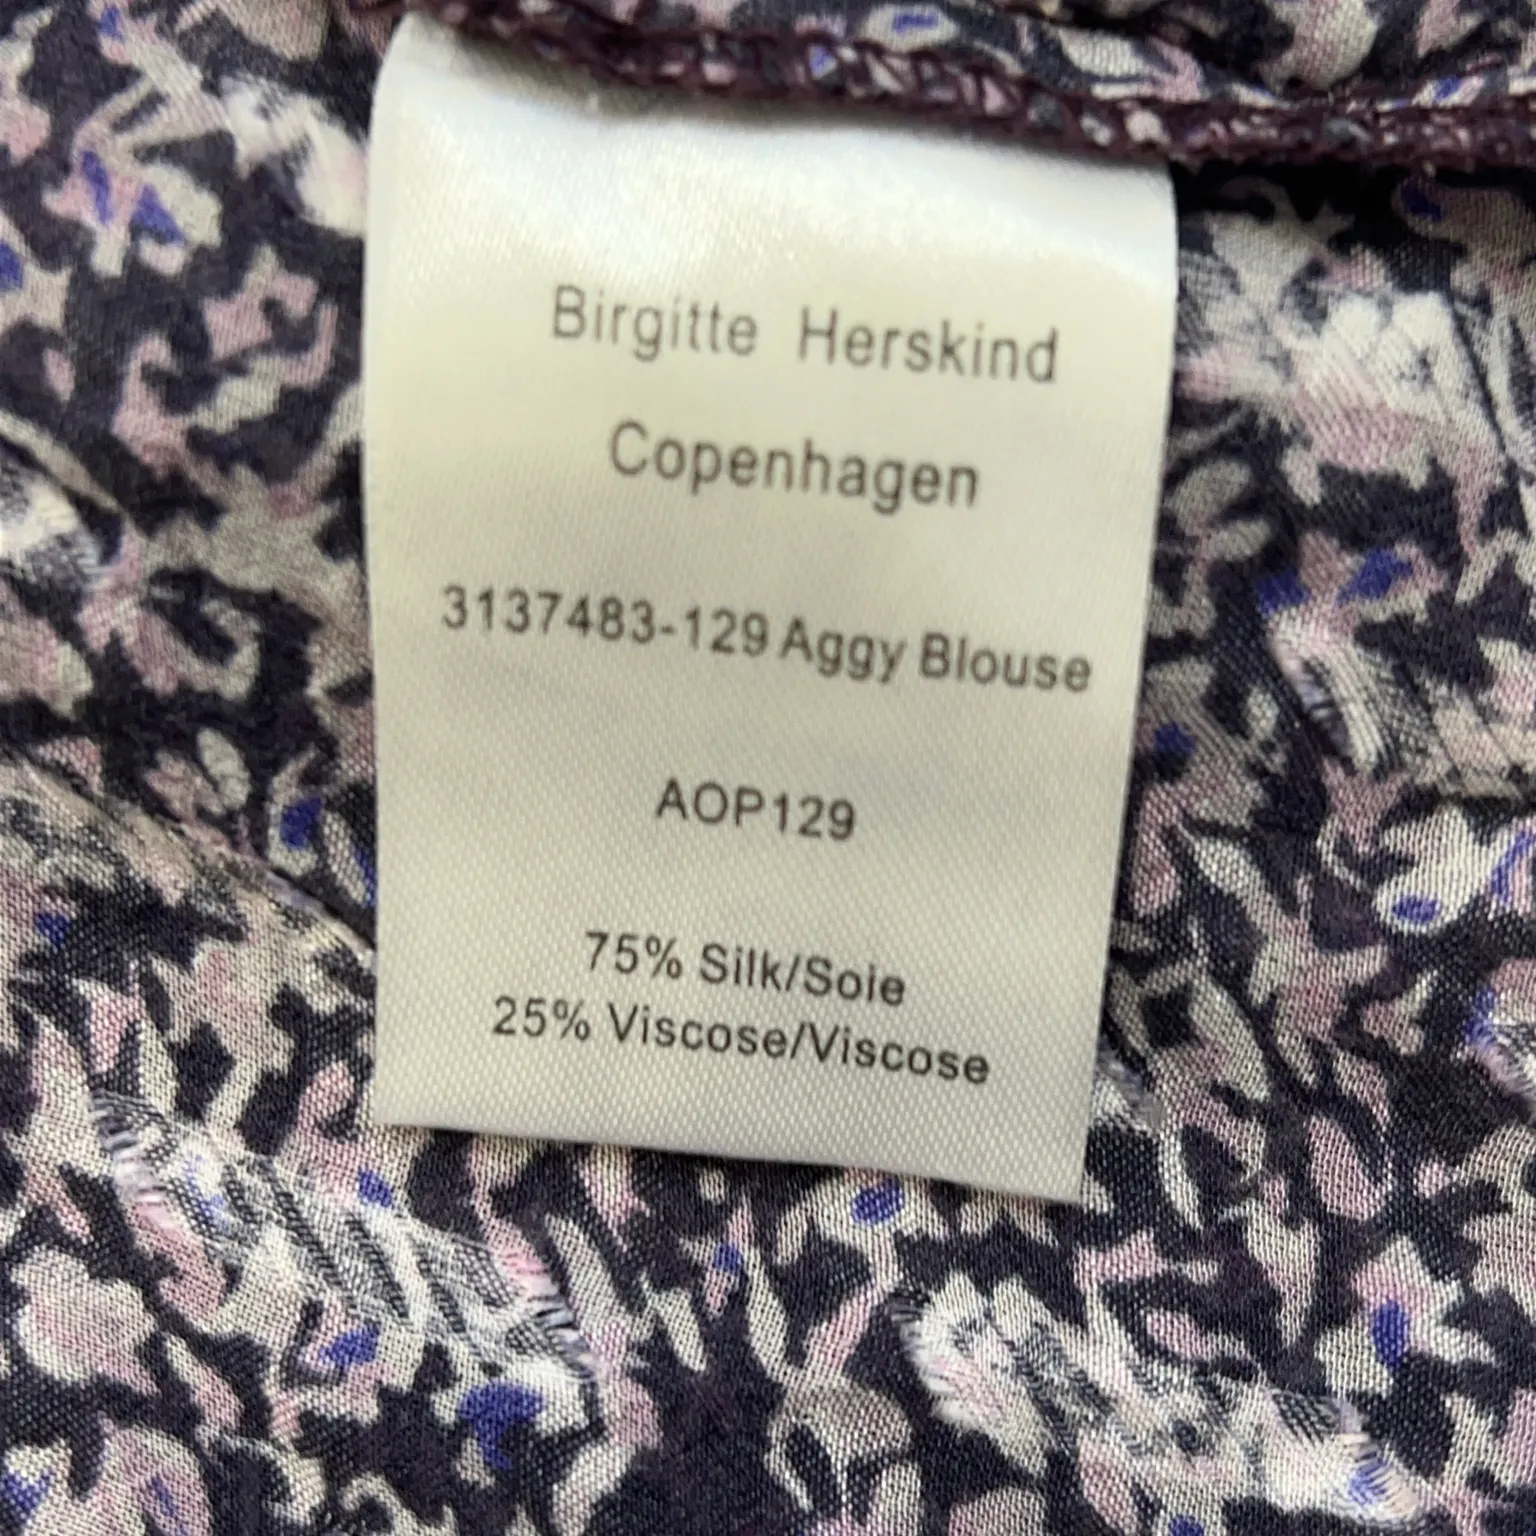 Birgitte Herskind
Copenhagen
3137483-129 Aggy Blouse
AOP129
75% Silk/Soie
25% Viscose/Viscose